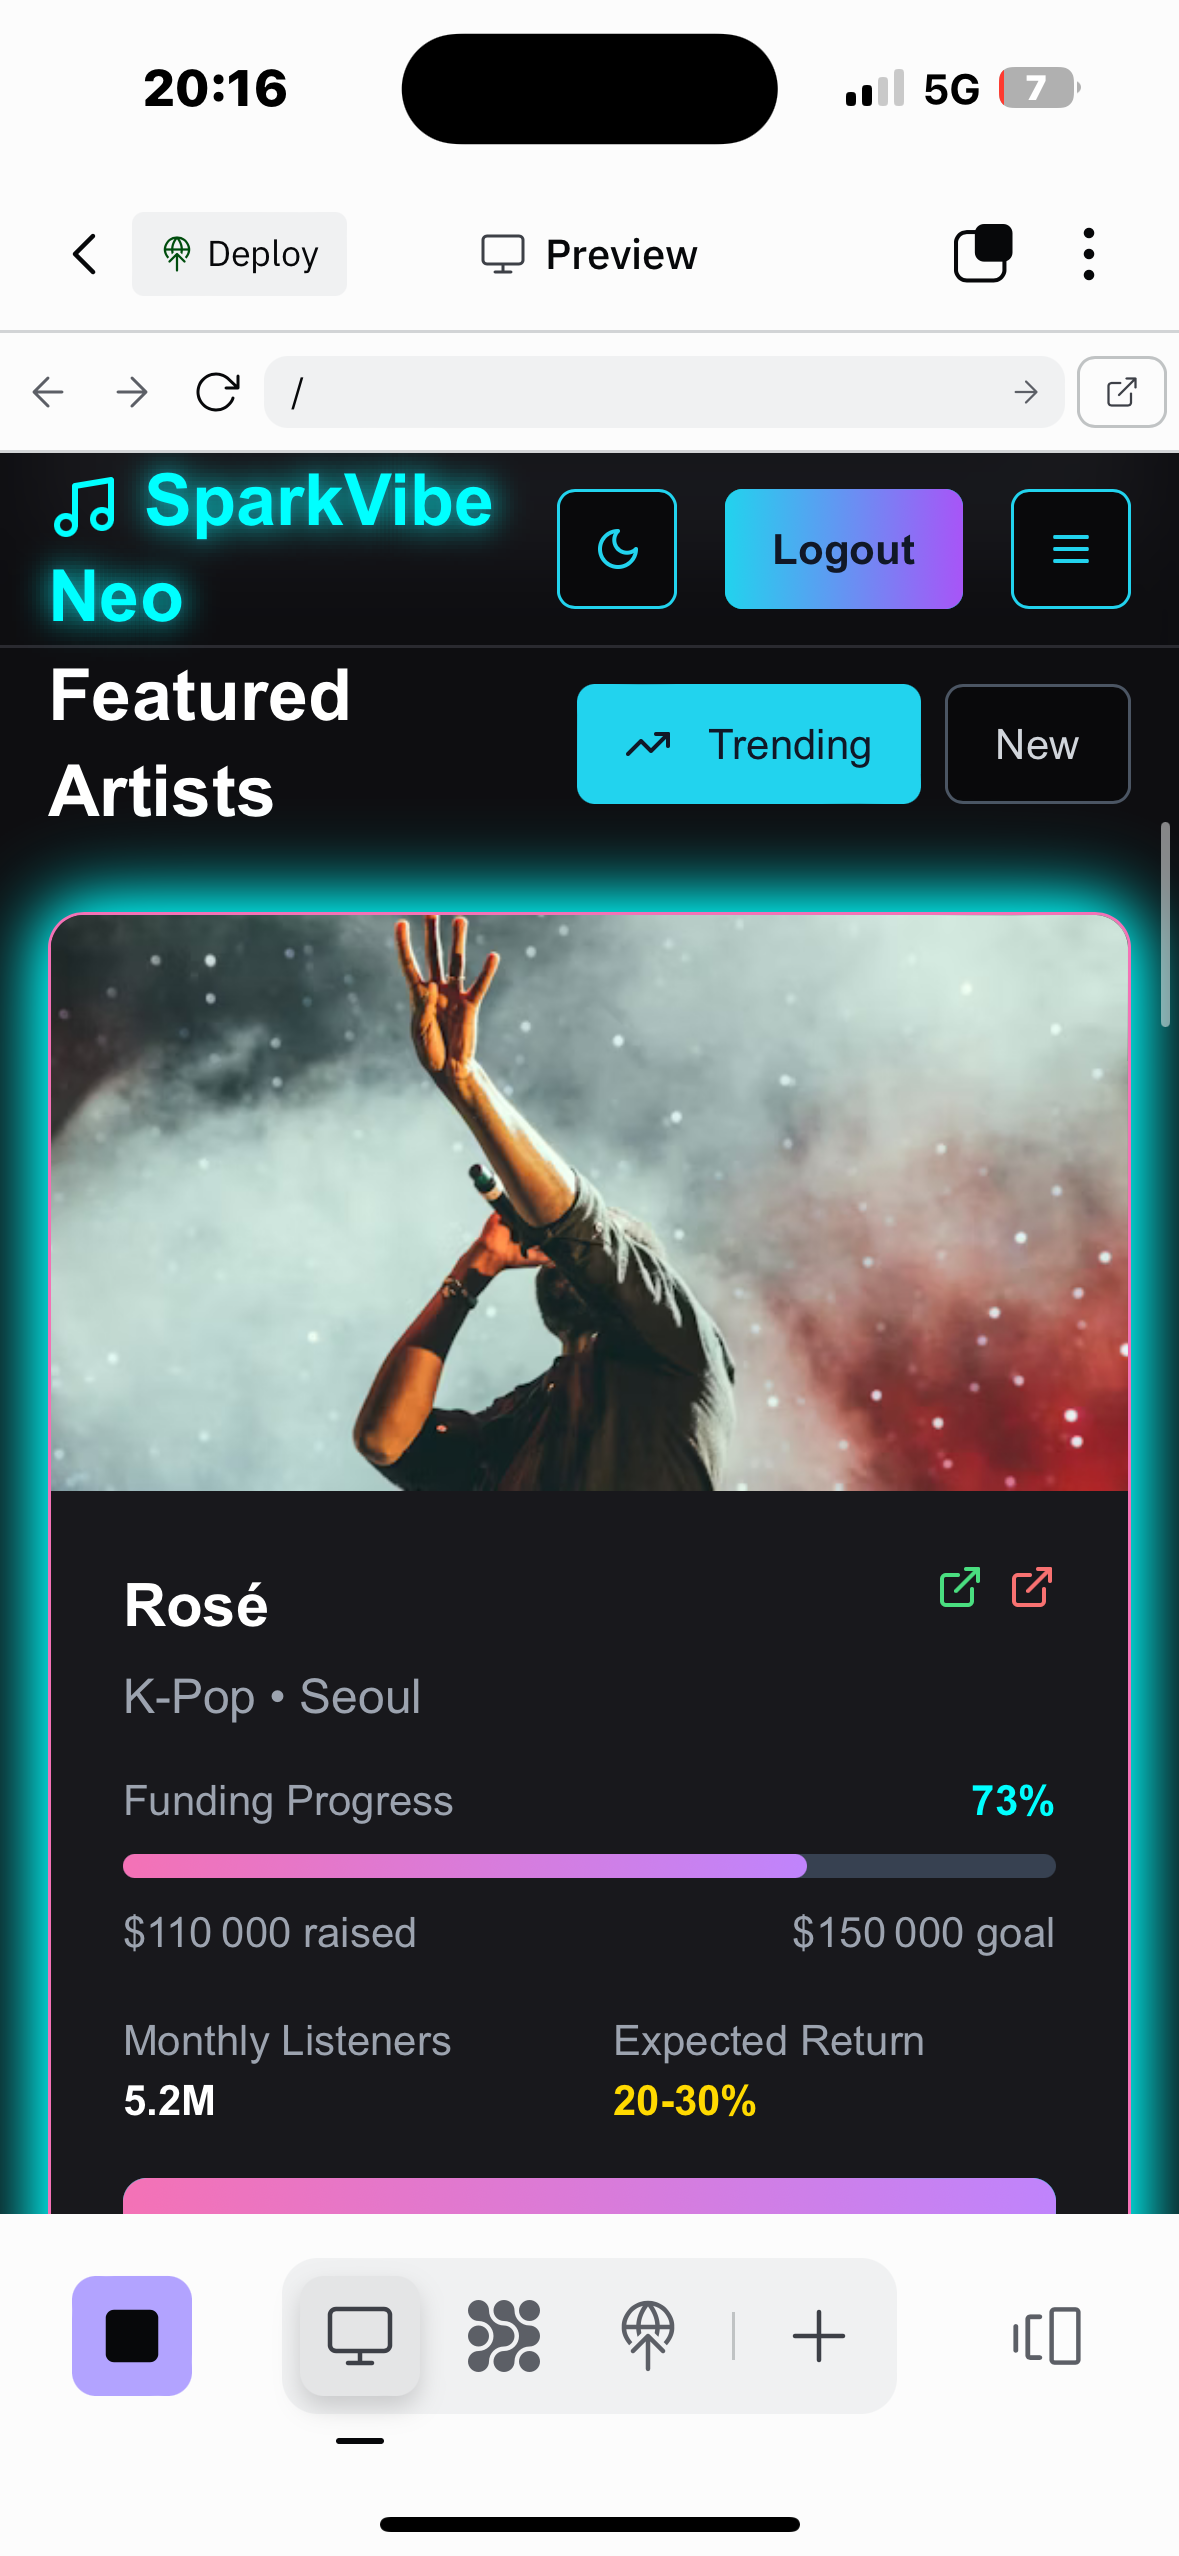 20:16
5G
7
Deploy
Preview
/
SparkVibe
Neo
Logout
Featured
Artists
Trending
New
Rosé
K-Pop • Seoul
Funding Progress
73%
$110 000 raised
$150 000 goal
Monthly Listeners
Expected Return
5.2M
20-30%